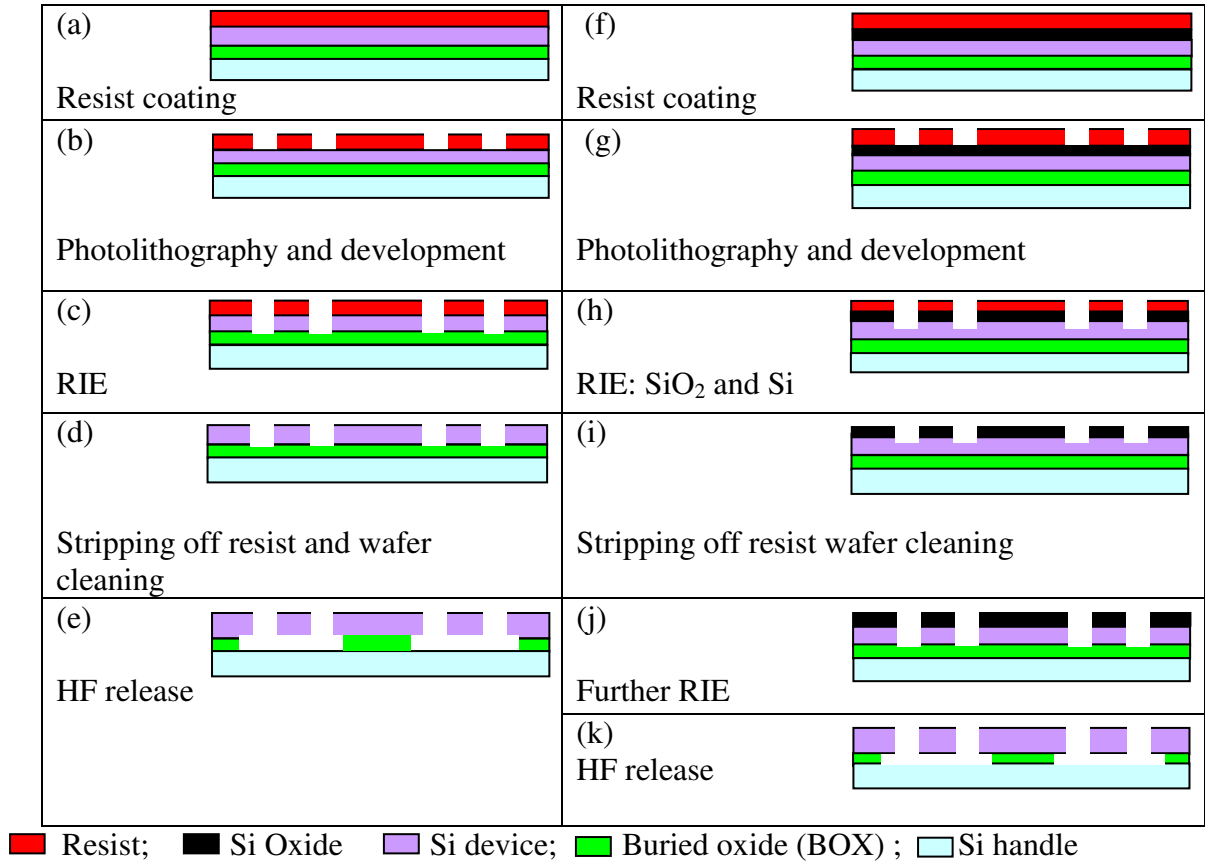 (a)
Resist coating
(b)
Photolithography and development
(c)
RIE
(d)
Stripping off resist and wafer
cleaning
(e)
HF release
(f)
Resist coating
(g)
Photolithography and development
(h)
RIE: SiO₂ and Si
(i)
Stripping off resist wafer cleaning
(j)
Further RIE
(k)
HF release
Resist; Si Oxide Si device; Buried oxide (BOX) ; Si handle